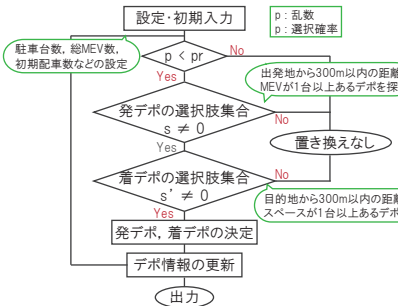 設定・初期入力
p : 乱数
p : 選択確率
駐車台数, 総MEV数,
初期配車数などの設定
p < pr
No
Yes
出発地から300m以内の距離
MEVが1台以上あるデポを探
発デポの選択肢集合
s ≠ 0
No
Yes
置き換えなし
着デポの選択肢集合
s' ≠ 0
No
Yes
目的地から300m以内の距離
スペースが1台以上あるデポ
発デポ, 着デポの決定
デポ情報の更新
出力